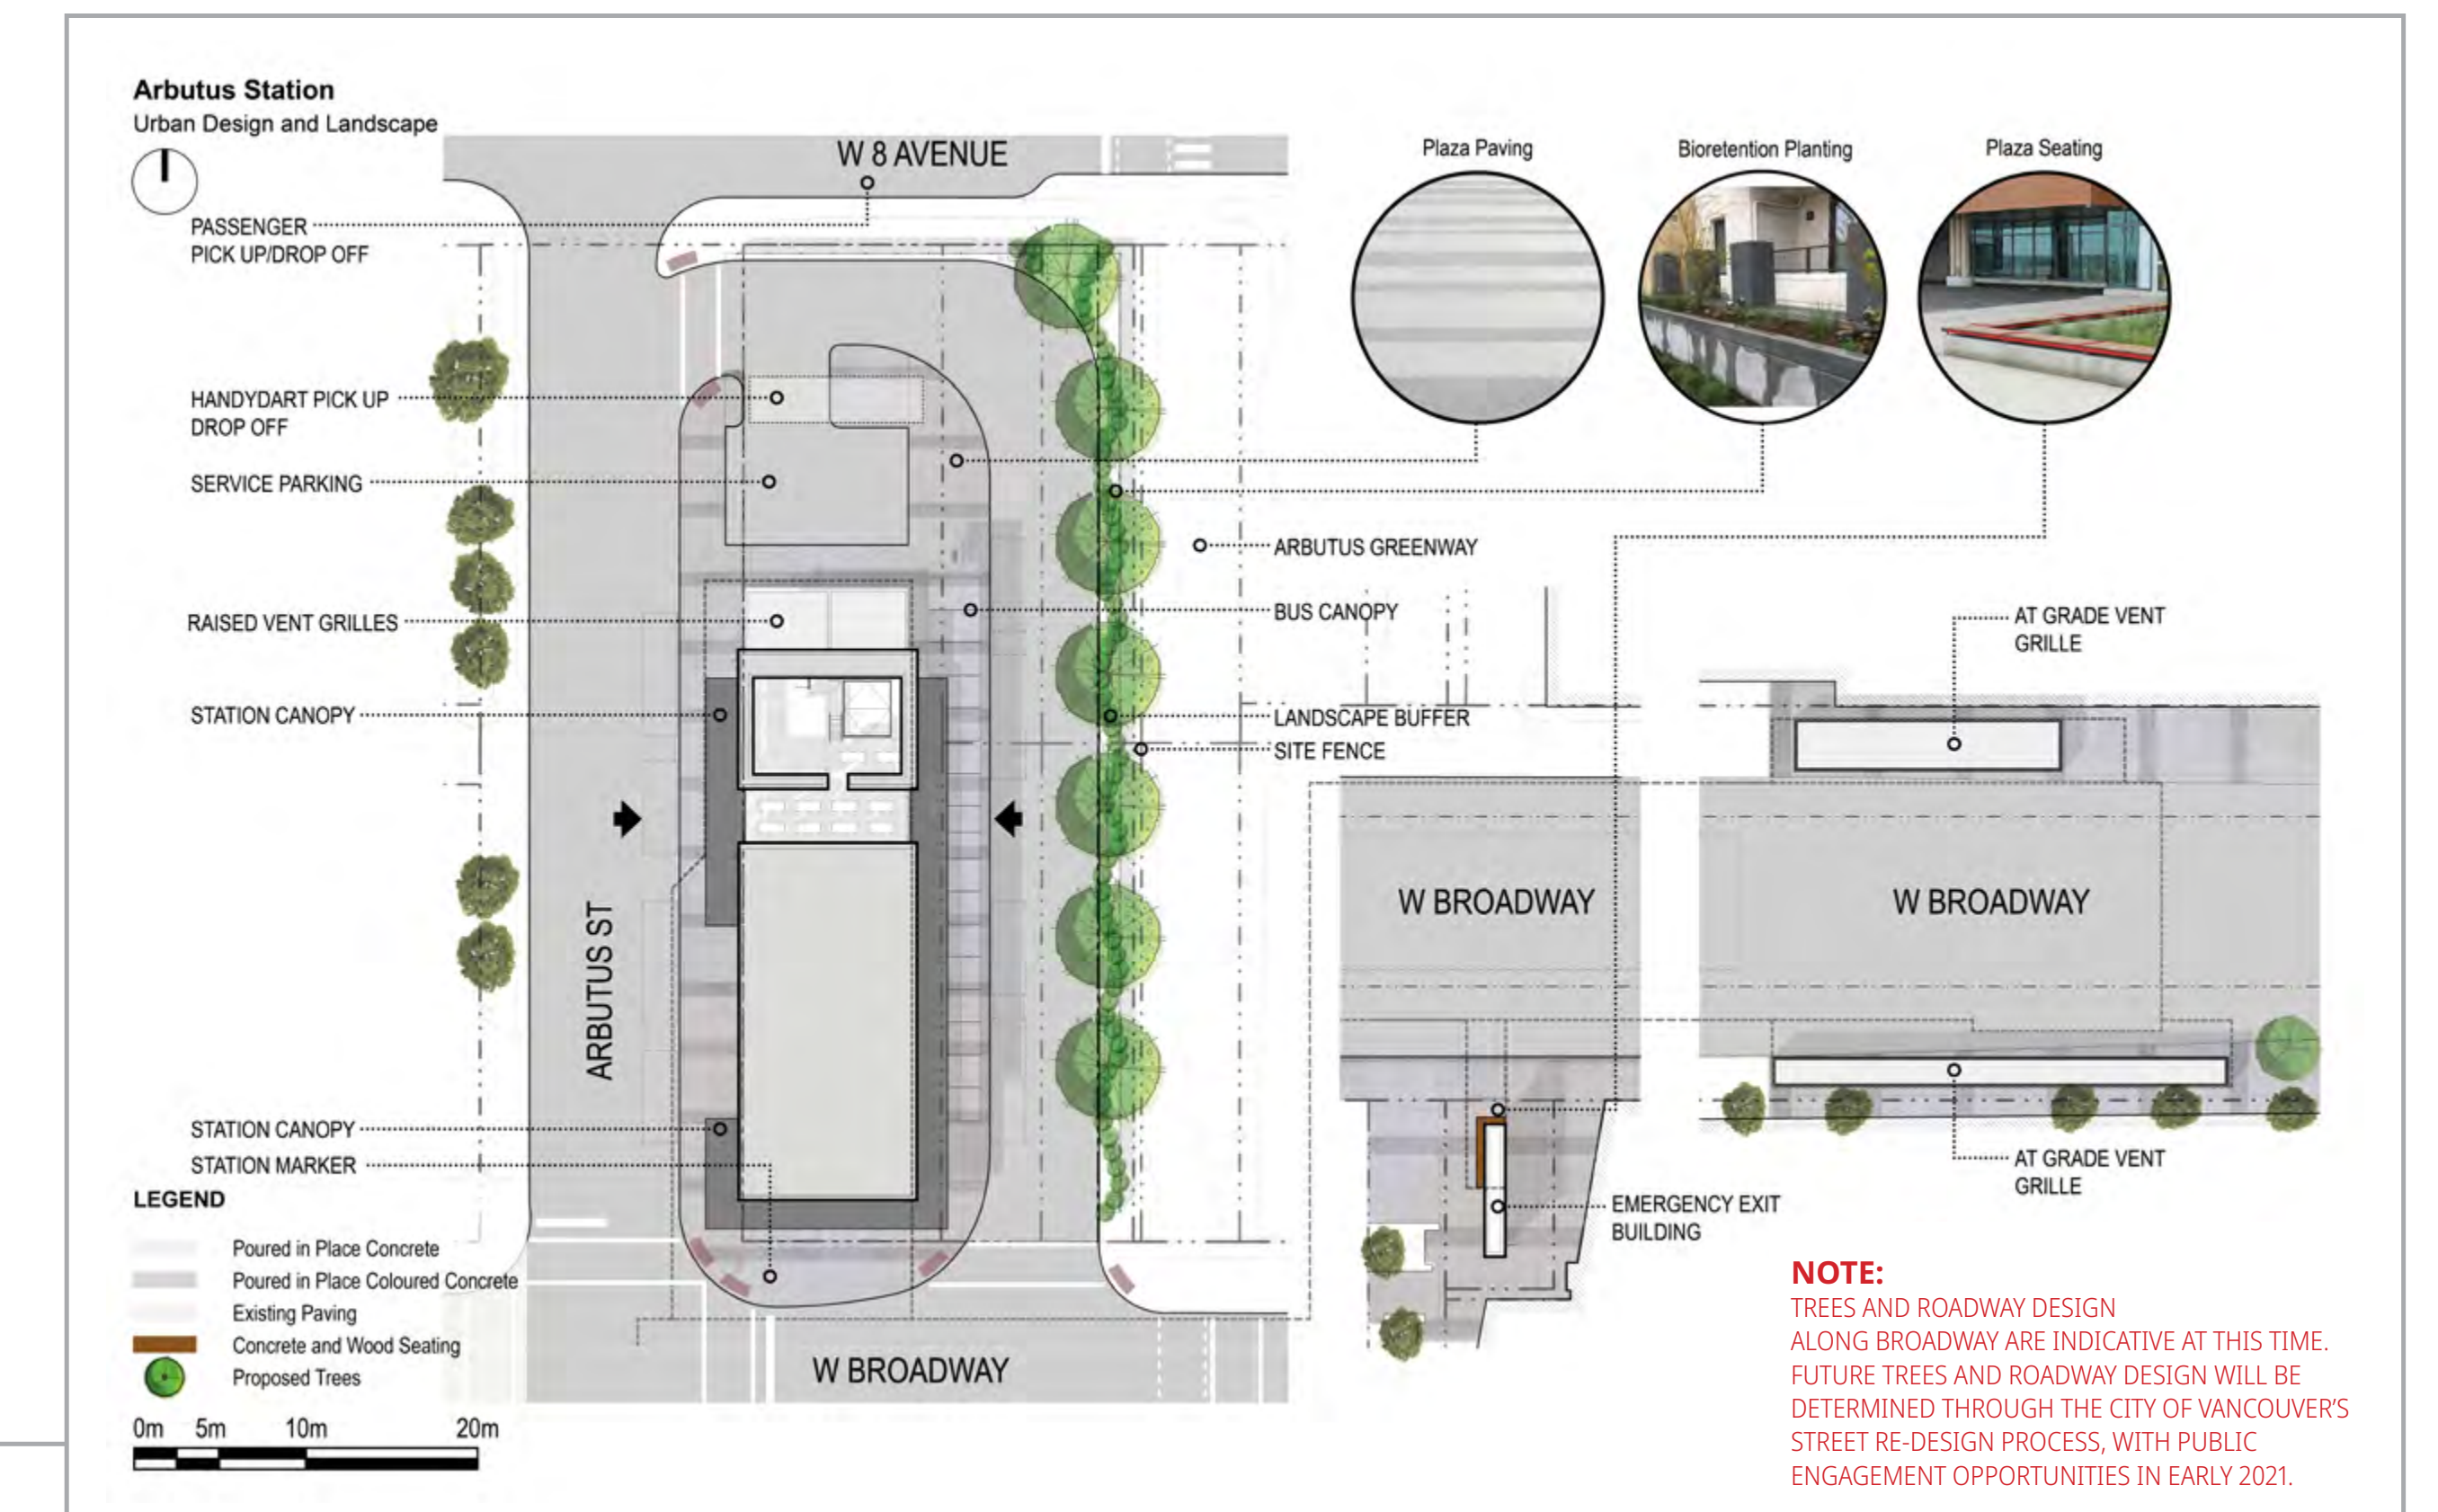 Arbutus Station
Urban Design and Landscape
W 8 AVENUE
PASSENGER
PICK UP/DROP OFF
HANDYDART PICK UP
DROP OFF
SERVICE PARKING
RAISED VENT GRILLES
STATION CANOPY
ARBUTUS ST
STATION CANOPY
STATION MARKER
Plaza Paving
Bioretention Planting
Plaza Seating
ARBUTUS GREENWAY
BUS CANOPY
LANDSCAPE BUFFER
SITE FENCE
AT GRADE VENT
GRILLE
W BROADWAY
W BROADWAY
AT GRADE VENT
GRILLE
EMERGENCY EXIT
BUILDING
W BROADWAY
LEGEND
Poured in Place Concrete
Poured in Place Coloured Concrete
Existing Paving
Concrete and Wood Seating
Proposed Trees
0m 5m 10m 20m
NOTE:
TREES AND ROADWAY DESIGN
ALONG BROADWAY ARE INDICATIVE AT THIS TIME.
FUTURE TREES AND ROADWAY DESIGN WILL BE
DETERMINED THROUGH THE CITY OF VANCOUVER'S
STREET RE-DESIGN PROCESS, WITH PUBLIC
ENGAGEMENT OPPORTUNITIES IN EARLY 2021.